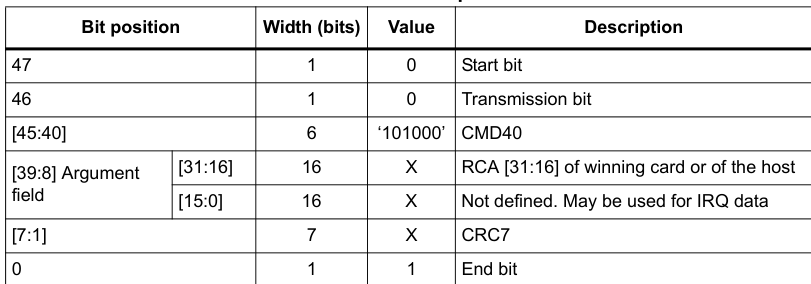 Bit position Width (bits) Value Description
47 1 0 Start bit
46 1 0 Transmission bit
[45:40] 6 ‘101000’ CMD40
[39:8] Argument field [31:16] 16 X RCA [31:16] of winning card or of the host
[15:0] 16 X Not defined. May be used for IRQ data
[7:1] 7 X CRC7
0 1 1 End bit